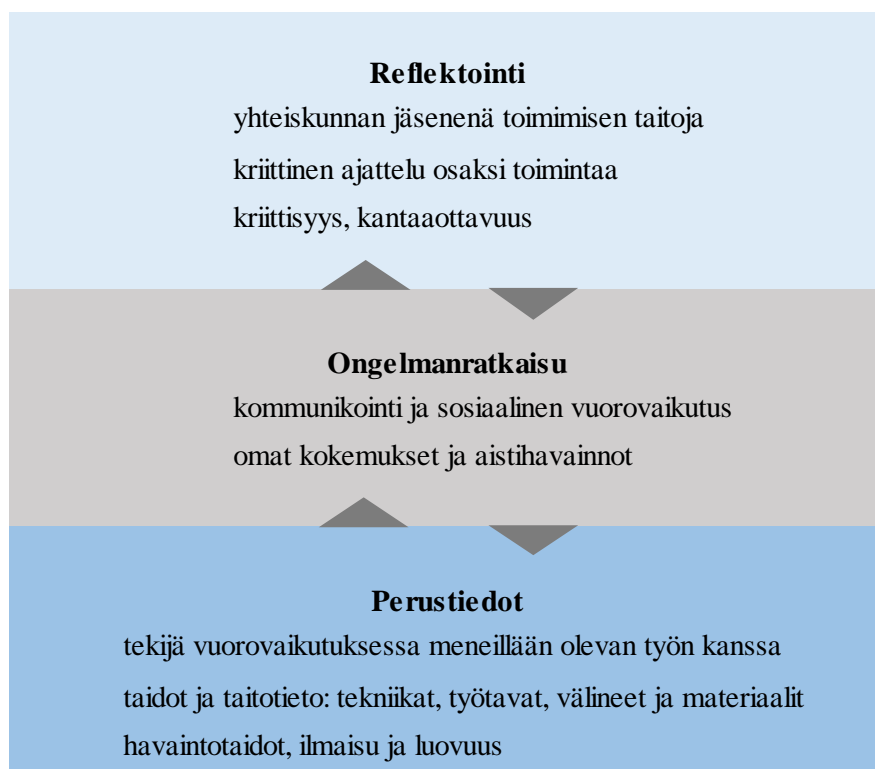 Reflektointi
yhteiskunnan jäsenenä toimimisen taitoja
kriittinen ajattelu osaksi toimintaa
kriittisyys, kantaaottavuus
Ongelmanratkaisu
kommunikointi ja sosiaalinen vuorovaikutus
omat kokemukset ja aistihavainnot
Perustiedot
tekijä vuorovaikutuksessa meneillään olevan työn kanssa
taidot ja taitotieto: tekniikat, työtavat, välineet ja materiaalit
havaintotaidot, ilmaisu ja luovuus